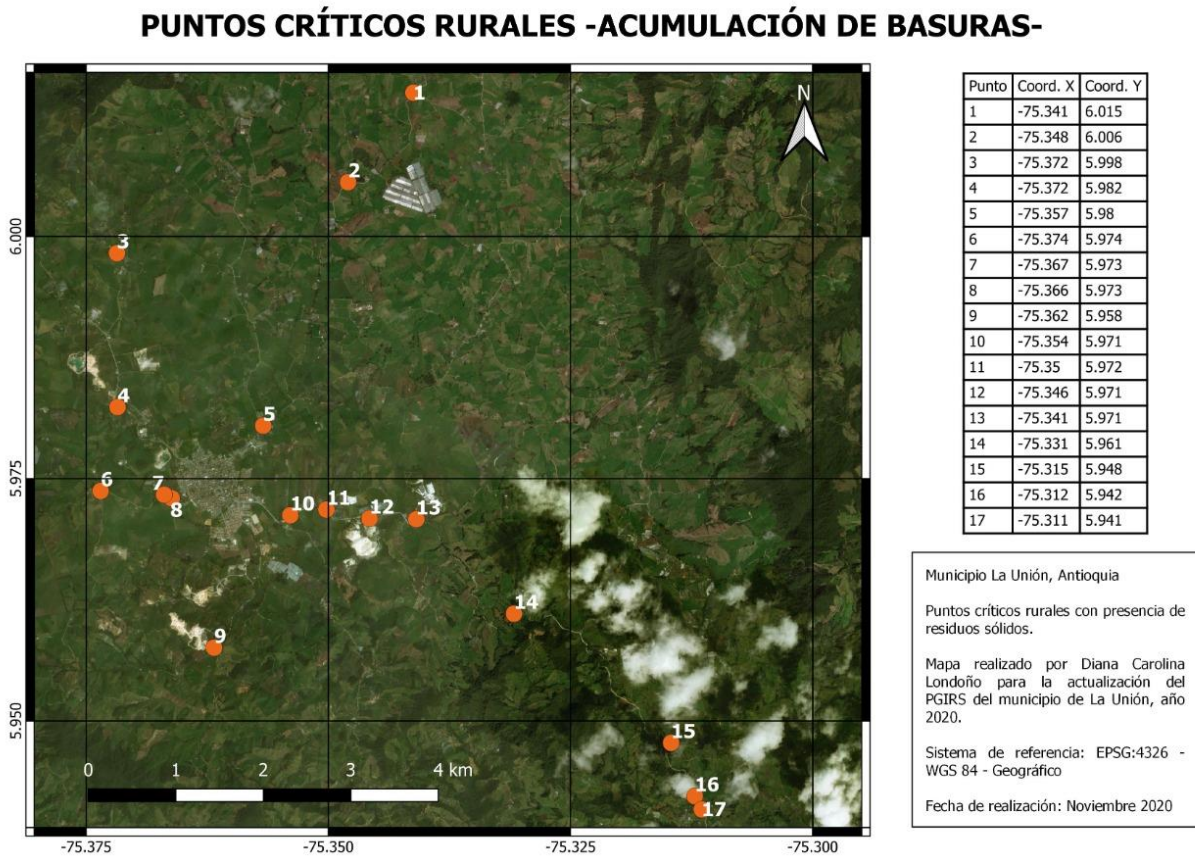 PUNTOS CRÍTICOS RURALES -ACUMULACIÓN DE BASURAS-
N
1
2
3
4
5
6
7
8
9
10
11
12
13
14
15
16
17
6.000
5.975
5.950
0 1 2 3 4 km
-75.375 -75.350 -75.325 -75.300
Punto Coord. X Coord. Y
1 -75.341 6.015
2 -75.348 6.006
3 -75.372 5.998
4 -75.372 5.982
5 -75.357 5.98
6 -75.374 5.974
7 -75.367 5.973
8 -75.366 5.973
9 -75.362 5.958
10 -75.354 5.971
11 -75.35 5.972
12 -75.346 5.971
13 -75.341 5.971
14 -75.331 5.961
15 -75.315 5.948
16 -75.312 5.942
17 -75.311 5.941
Municipio La Unión, Antioquia
Puntos críticos rurales con presencia de
residuos sólidos.
Mapa realizado por Diana Carolina
Londoño para la actualización del
PGIRS del municipio de La Unión, año
2020.
Sistema de referencia: EPSG:4326 -
WGS 84 - Geográfico
Fecha de realización: Noviembre 2020